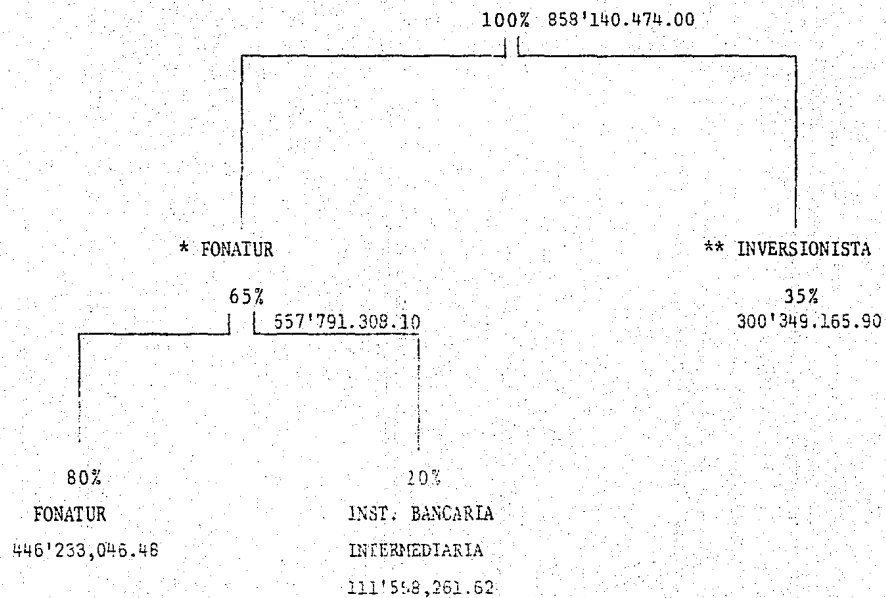 100% 858'140.474.00
* FONATUR
** INVERSIONISTA
65%
557'791.308.10
35%
300'349.165.90
80%
FONATUR
446'233,046.48
20%
INST. BANCARIA
INTERMEDIARIA
111'558,261.62